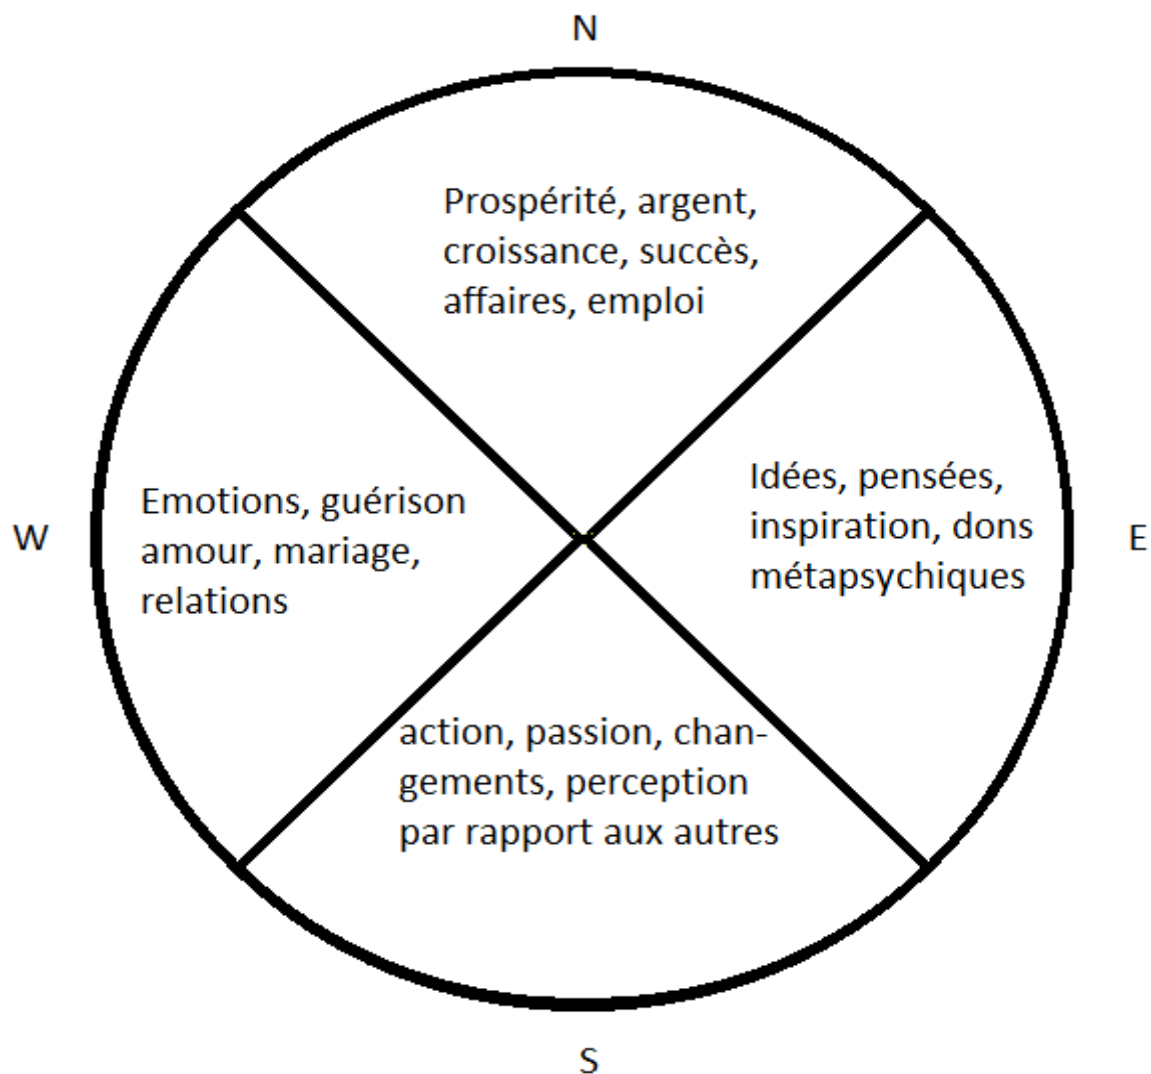 N
Prospérité, argent,
croissance, succès,
affaires, emploi
W
Emotions, guérison
amour, mariage,
relations
Idées, pensées,
inspiration, dons
métapsychiques
E
action, passion, chan-
gements, perception
par rapport aux autres
S